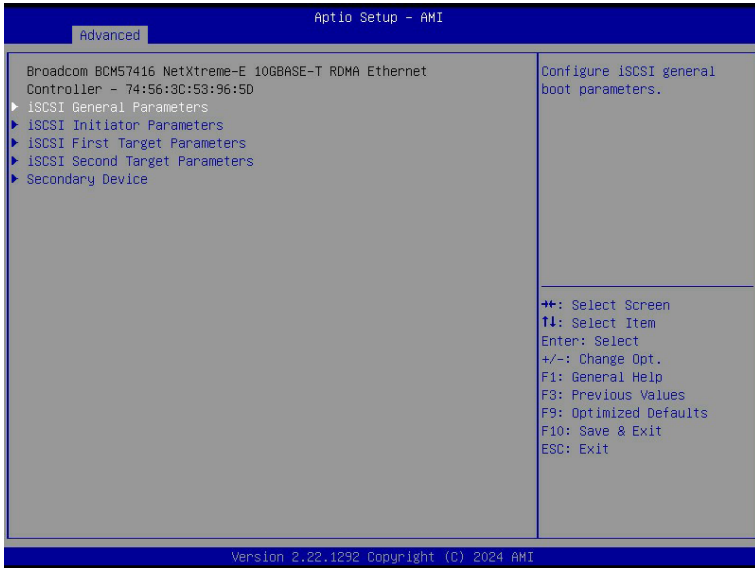 Aptio Setup – AMI
Advanced
Broadcom BCM57416 NetXtreme-E 10GBASE-T RDMA Ethernet
Controller – 74:56:3C:53:96:5D
▶ iSCSI General Parameters
▶ iSCSI Initiator Parameters
▶ iSCSI First Target Parameters
▶ iSCSI Second Target Parameters
▶ Secondary Device
Configure iSCSI general
boot parameters.
→←: Select Screen
↑↓: Select Item
Enter: Select
+/-: Change Opt.
F1: General Help
F3: Previous Values
F9: Optimized Defaults
F10: Save & Exit
ESC: Exit
Version 2.22.1292 Copyright (C) 2024 AMI